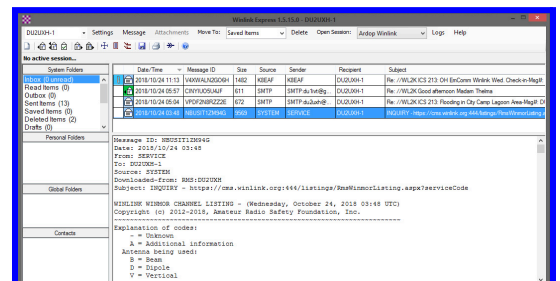 Winlink Express 1.5.15.0 - DU2UXH-1
DU2UXH-1 Settings Message Attachments Move To: Saved Items Delete Open Session: Ardop Winlink Logs Help
No active session...
System Folders
Inbox (0 unread)
Read Items (0)
Outbox (0)
Sent Items (13)
Saved Items (0)
Deleted Items (2)
Drafts (0)
Personal Folders
Global Folders
Contacts
Date/Time Message ID Size Source Sender Recipient Subject
2018/10/24 11:13 V4XWALN2GO6H 1482 K8EAF K8EAF DU2UXH-1 Re: //WL2K ICS 213: OH EmComm Winlink Wed. Check-in-Msg#:
2018/10/24 05:57 CINYIUO5U4JF 611 SMTP DU2UXH-1 Re: //WL2K Good afternoon Madam Thelma
2018/10/24 05:04 VPDF2N8RZZ2E 672 SMTP DU2UXH-1 Re: //WL2K ICS 213: Flooding in City Camp Lagoon Area-Msg#:
2018/10/24 03:48 NBUSIT1ZM94G 9569 SYSTEM SERVICE DU2UXH-1 INQUIRY - https://cms.winlink.org:444/listings/RmsWinmorListing.as
Message ID: NBUSIT1ZM94G
Date: 2018/10/24 03:48
From: SERVICE
To: DU2UXH-1
Source: SYSTEM
Downloaded-from: RMS:DU2UXH
Subject: INQUIRY - https://cms.winlink.org:444/listings/RmsWinmorListing.aspx?serviceCode
WINLINK WINMOR CHANNEL LISTING - (Wednesday, October 24, 2018 03:48 UTC)
Copyright (c) 2012-2018, Amateur Radio Safety Foundation, Inc.
Explanation of codes:
- = Unknown
A = Additional information
Antenna being used:
B = Beam
D = Dipole
V = Vertical